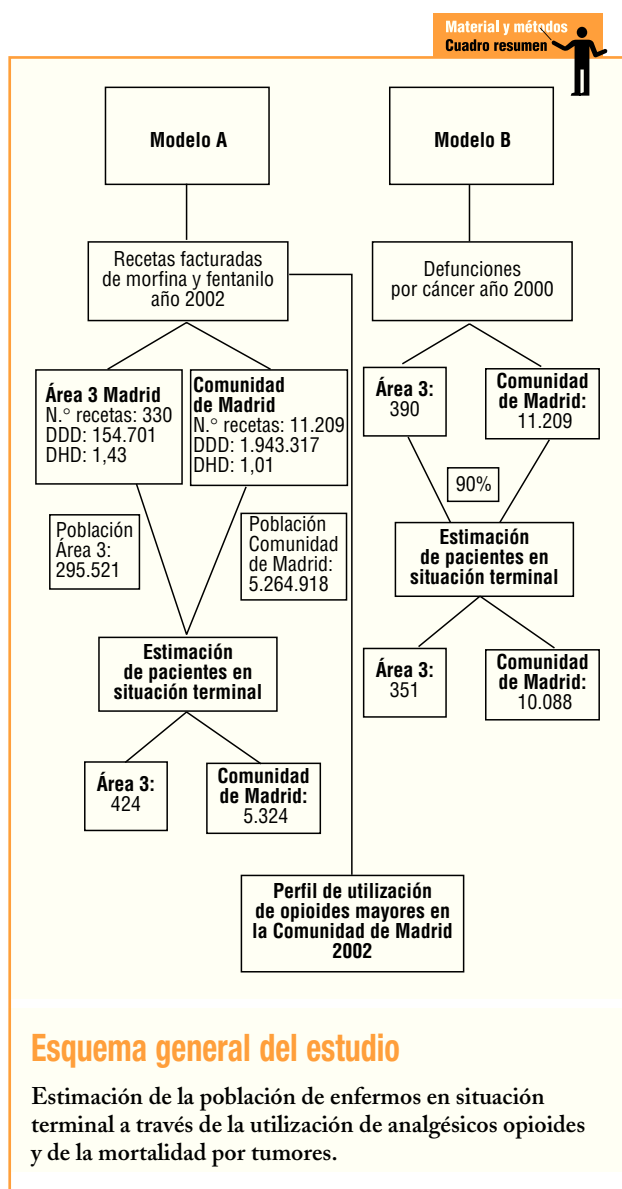 Material y métodos
Cuadro resumen
Modelo A
Modelo B
Recetas facturadas
de morfina y fentanilo
año 2002
Defunciones
por cáncer año 2000
Área 3 Madrid
N.° recetas: 330
DDD: 154.701
DHD: 1,43
Comunidad
de Madrid
N.° recetas: 11.209
DDD: 1.943.317
DHD: 1,01
Área 3:
390
Comunidad
de Madrid:
11.209
90%
Población
Área 3:
295.521
Población
Comunidad
de Madrid:
5.264.918
Estimación
de pacientes en
situación terminal
Estimación
de pacientes en
situación terminal
Área 3:
351
Comunidad
de Madrid:
10.088
Área 3:
424
Comunidad
de Madrid:
5.324
Perfil de utilización
de opioides mayores en
la Comunidad de Madrid
2002
Esquema general del estudio
Estimación de la población de enfermos en situación
terminal a través de la utilización de analgésicos opioides
y de la mortalidad por tumores.